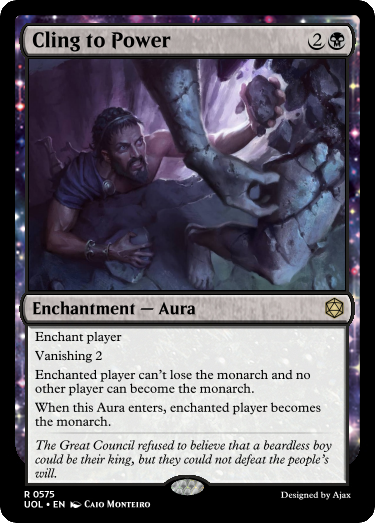 Cling to Power 2
Enchantment — Aura
Enchant player
Vanishing 2
Enchanted player can't lose the monarch and no
other player can become the monarch.
When this Aura enters, enchanted player becomes
the monarch.
The Great Council refused to believe that a beardless boy
could be their king, but they could not defeat the people's
will.
R 0575
UOL • EN Caio Monteiro
Designed by Ajax